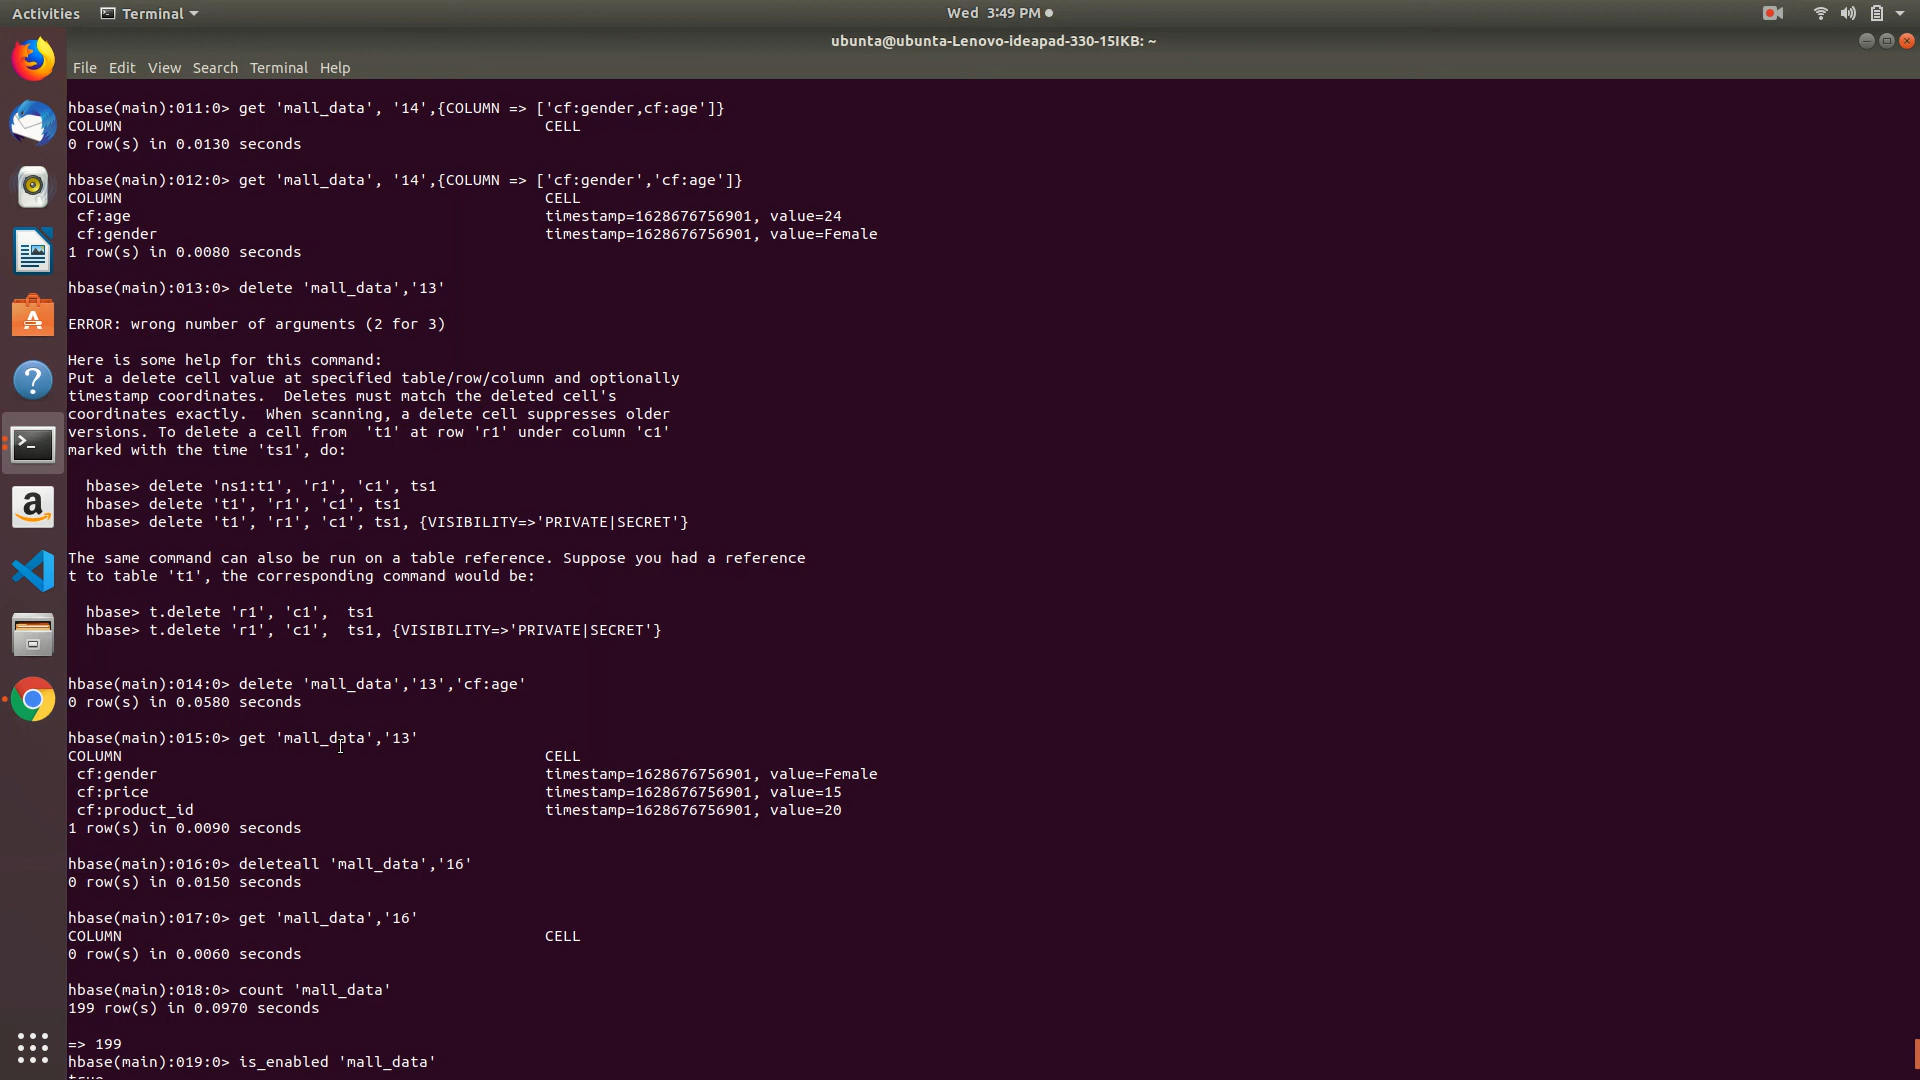 Activities
Terminal
Wed 3:49 PM
ubunta@ubunta-Lenovo-ideapad-330-15IKB: ~
File Edit View Search Terminal Help
hbase(main):011:0> get 'mall_data', '14',{COLUMN => ['cf:gender,cf:age']}
COLUMN CELL
0 row(s) in 0.0130 seconds
hbase(main):012:0> get 'mall_data', '14',{COLUMN => ['cf:gender','cf:age']}
COLUMN CELL
cf:age timestamp=1628676756901, value=24
cf:gender timestamp=1628676756901, value=Female
1 row(s) in 0.0080 seconds
hbase(main):013:0> delete 'mall_data','13'
ERROR: wrong number of arguments (2 for 3)
Here is some help for this command:
Put a delete cell value at specified table/row/column and optionally
timestamp coordinates.  Deletes must match the deleted cell's
coordinates exactly.  When scanning, a delete cell suppresses older
versions. To delete a cell from  't1' at row 'r1' under column 'c1'
marked with the time 'ts1', do:
hbase> delete 'ns1:t1', 'r1', 'c1', ts1
hbase> delete 't1', 'r1', 'c1', ts1
hbase> delete 't1', 'r1', 'c1', ts1, {VISIBILITY=>'PRIVATE|SECRET'}
The same command can also be run on a table reference. Suppose you had a reference
t to table 't1', the corresponding command would be:
hbase> t.delete 'r1', 'c1',  ts1
hbase> t.delete 'r1', 'c1',  ts1, {VISIBILITY=>'PRIVATE|SECRET'}
hbase(main):014:0> delete 'mall_data','13','cf:age'
0 row(s) in 0.0580 seconds
hbase(main):015:0> get 'mall_data','13'
COLUMN CELL
cf:gender timestamp=1628676756901, value=Female
cf:price timestamp=1628676756901, value=15
cf:product_id timestamp=1628676756901, value=20
1 row(s) in 0.0090 seconds
hbase(main):016:0> deleteall 'mall_data','16'
0 row(s) in 0.0150 seconds
hbase(main):017:0> get 'mall_data','16'
COLUMN CELL
0 row(s) in 0.0060 seconds
hbase(main):018:0> count 'mall_data'
199 row(s) in 0.0970 seconds
=> 199
hbase(main):019:0> is_enabled 'mall_data'